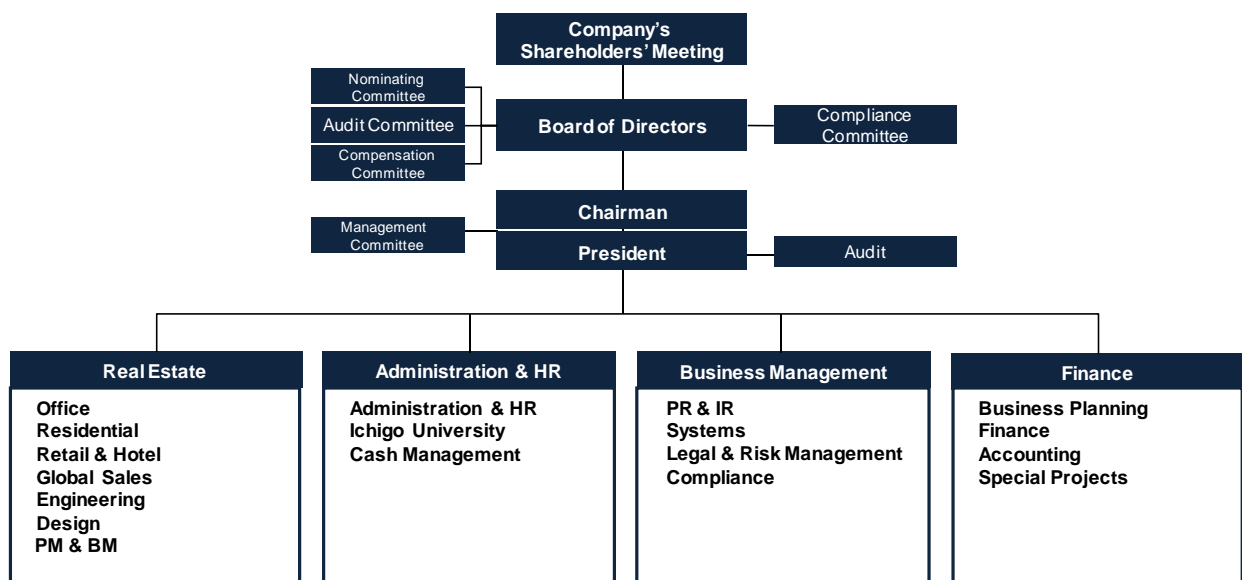 Company's
Shareholders' Meeting
Nominating
Committee
Audit Committee
Compensation
Committee
Board of Directors
Compliance
Committee
Chairman
Management
Committee
President
Audit
Real Estate
Office
Residential
Retail & Hotel
Global Sales
Engineering
Design
PM & BM
Administration & HR
Administration & HR
Ichigo University
Cash Management
Business Management
PR & IR
Systems
Legal & Risk Management
Compliance
Finance
Business Planning
Finance
Accounting
Special Projects